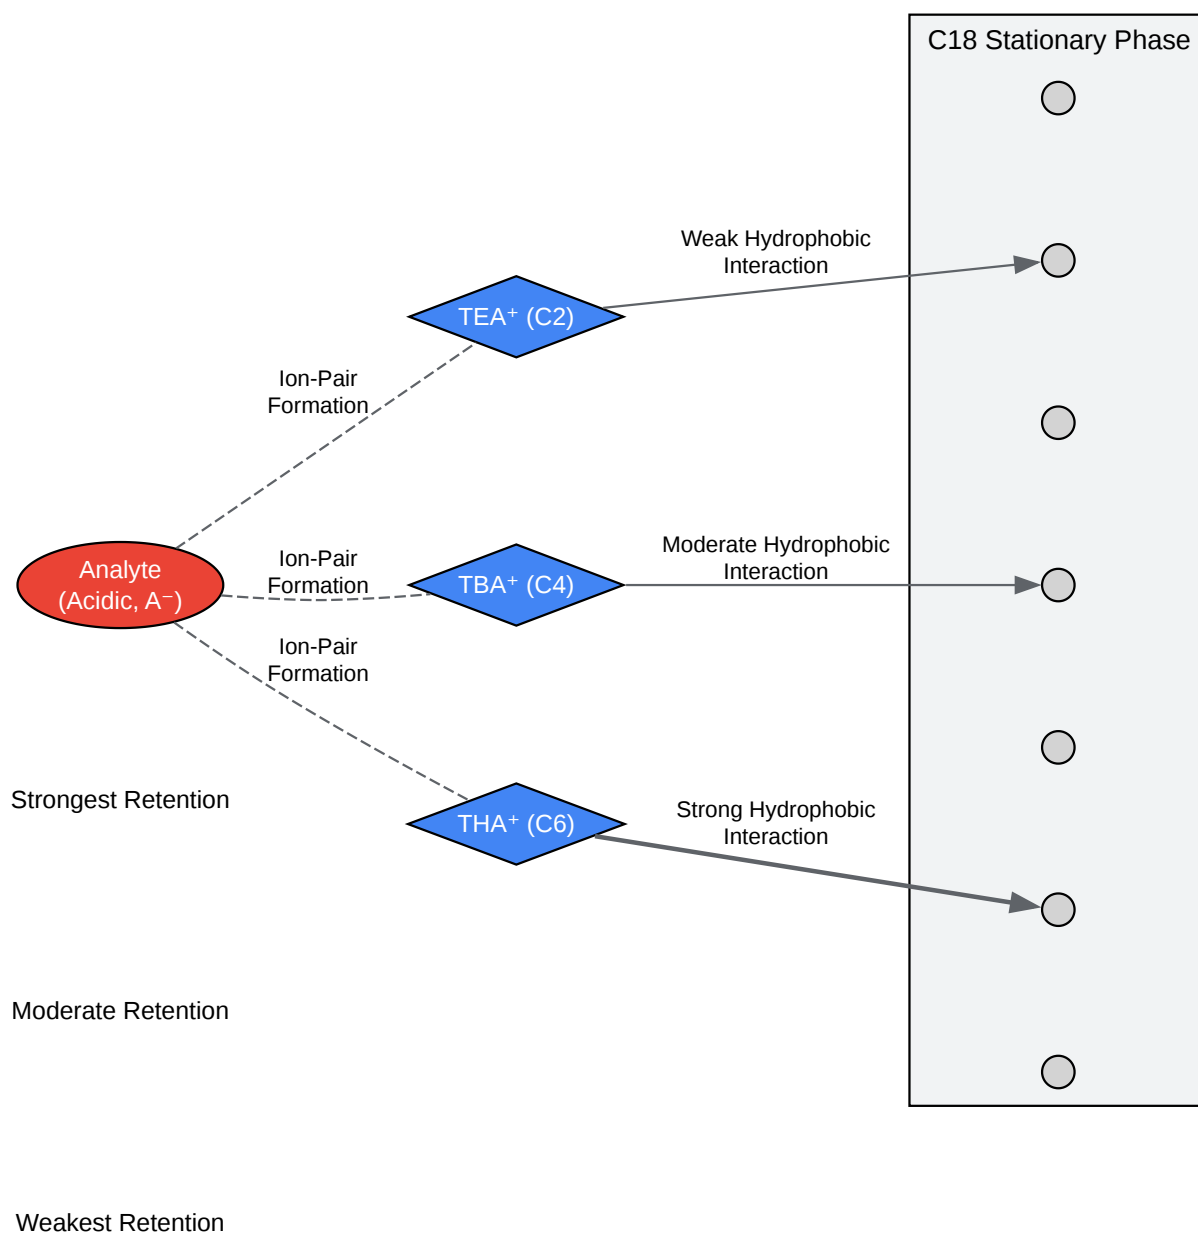 C18 Stationary Phase
Weak Hydrophobic
Interaction
TEA⁺ (C2)
Ion-Pair
Formation
Analyte
(Acidic, A⁻)
Ion-Pair
Formation
TBA⁺ (C4)
Moderate Hydrophobic
Interaction
Ion-Pair
Formation
Strongest Retention
THA⁺ (C6)
Strong Hydrophobic
Interaction
Moderate Retention
Weakest Retention